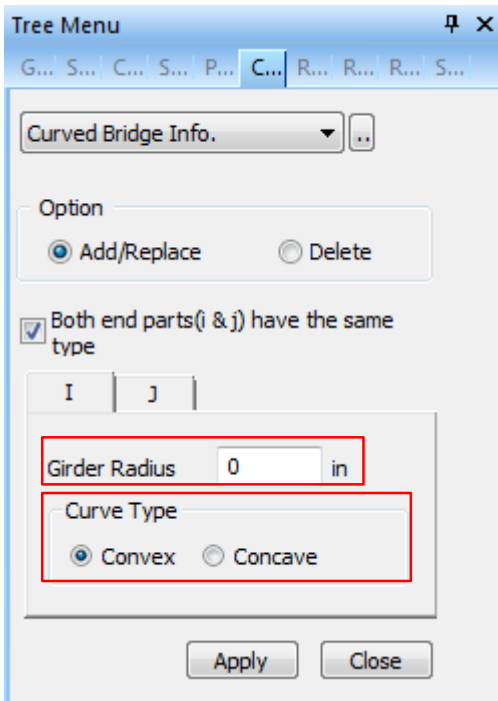 Tree Menu
G... S... C... S... P... C... R... R... R... S...
Curved Bridge Info.
..
Option
Add/Replace Delete
Both end parts(i & j) have the same
type
I J
Girder Radius 0 in
Curve Type
Convex Concave
Apply Close